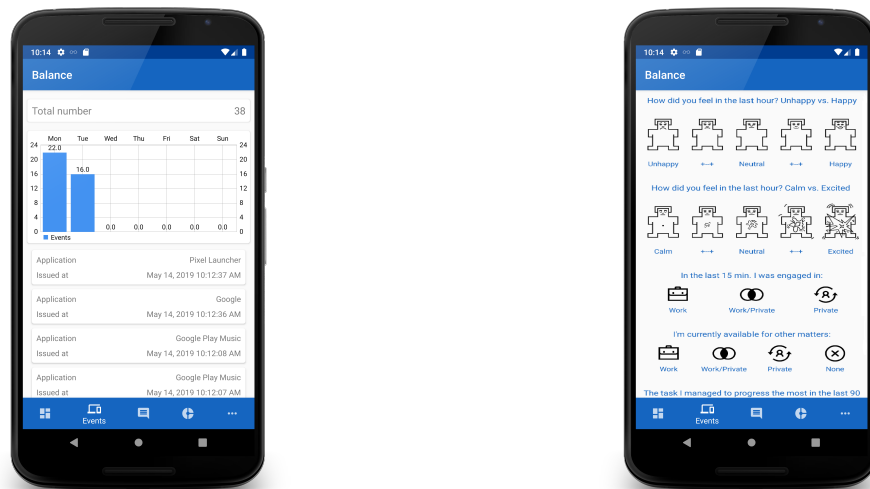 10:14
Balance
Total number 38
Mon Tue Wed Thu Fri Sat Sun
24 22.0 24
20 20
16.0
16 16
12 12
8 8
4 4
0.0 0.0 0.0 0.0 0.0
0 0
Events
Application Pixel Launcher
Issued at May 14, 2019 10:12:37 AM
Application Google
Issued at May 14, 2019 10:12:36 AM
Application Google Play Music
Issued at May 14, 2019 10:12:08 AM
Application Google Play Music
Issued at May 14, 2019 10:12:07 AM
Events
10:14
Balance
How did you feel in the last hour? Unhappy vs. Happy
Unhappy Neutral Happy
How did you feel in the last hour? Calm vs. Excited
Calm Neutral Excited
In the last 15 min. I was engaged in:
Work Work/Private Private
I'm currently available for other matters:
Work Work/Private Private None
The task I managed to progress the most in the last 90
Events